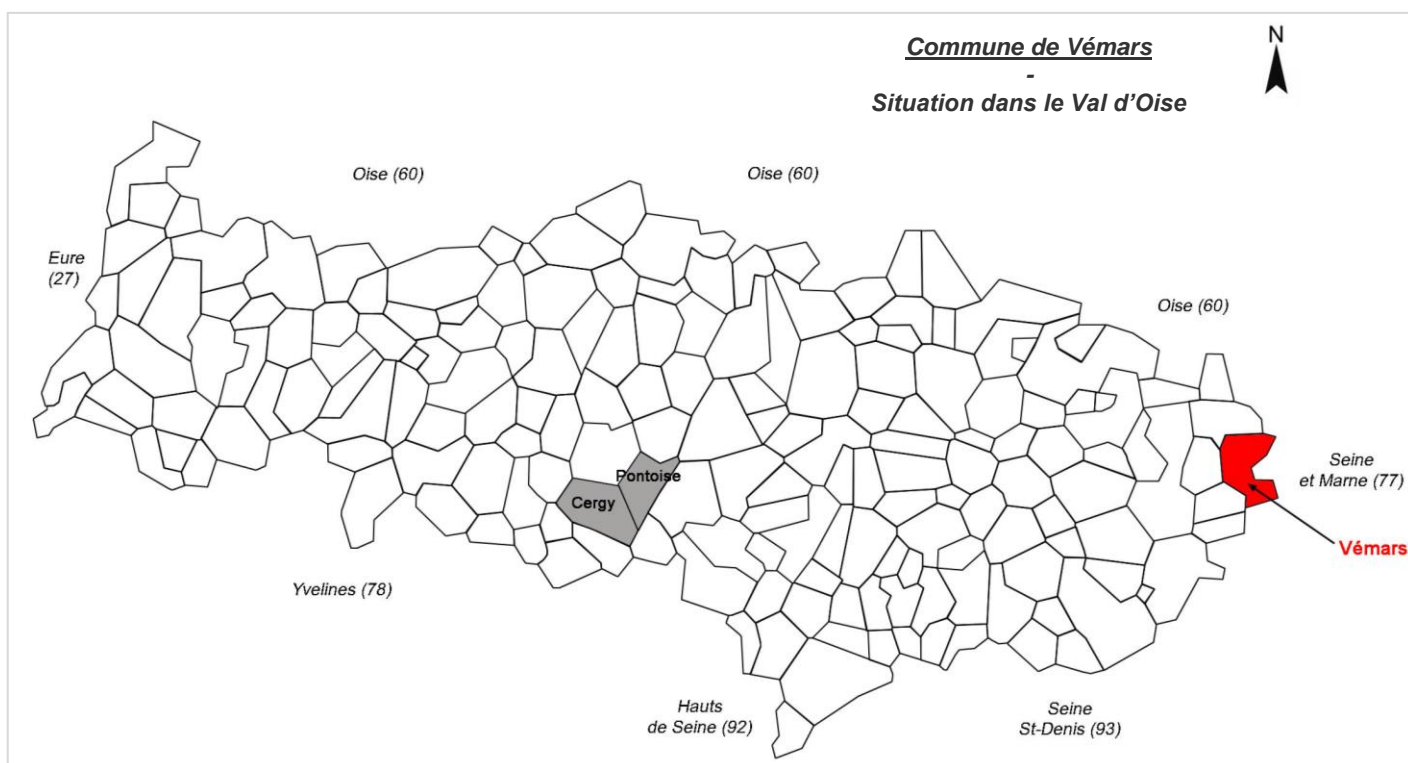 Commune de Vémars
-
Situation dans le Val d’Oise
N
Oise (60)
Oise (60)
Eure
(27)
Oise (60)
Seine
et Marne (77)
Pontoise
Cergy
Vémars
Yvelines (78)
Hauts
de Seine (92)
Seine
St-Denis (93)